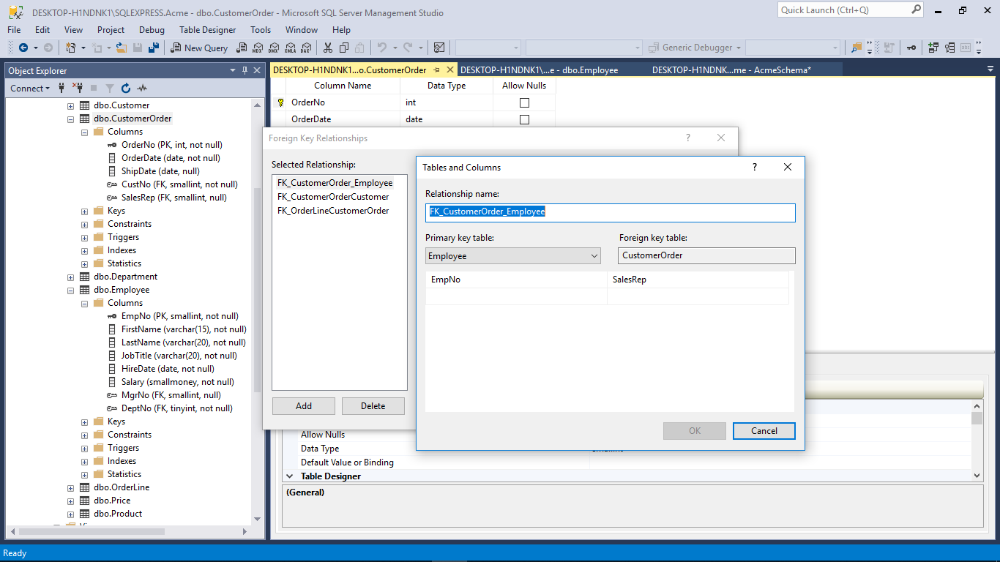 DESKTOP-H1NDNK1\SQLEXPRESS.Acme - dbo.CustomerOrder - Microsoft SQL Server Management Studio
Quick Launch (Ctrl+Q)
File Edit View Project Debug Table Designer Tools Window Help
New Query MDX DMX XMLA DAX Generic Debugger
Object Explorer
Connect
dbo.Customer
dbo.CustomerOrder
Columns
OrderNo (PK, int, not null)
OrderDate (date, not null)
ShipDate (date, null)
CustNo (FK, smallint, not null)
SalesRep (FK, smallint, null)
Keys
Constraints
Triggers
Indexes
Statistics
dbo.Department
dbo.Employee
Columns
EmpNo (PK, smallint, not null)
FirstName (varchar(15), not null)
LastName (varchar(20), not null)
JobTitle (varchar(20), not null)
HireDate (date, not null)
Salary (smallmoney, not null)
MgrNo (FK, smallint, null)
DeptNo (FK, tinyint, not null)
Keys
Constraints
Triggers
Indexes
Statistics
dbo.OrderLine
dbo.Price
dbo.Product
DESKTOP-H1NDNK1...o.CustomerOrder DESKTOP-H1NDNK1\...e - dbo.Employee DESKTOP-H1NDNK...me - AcmeSchema*
Column Name Data Type Allow Nulls
OrderNo int
OrderDate date
Foreign Key Relationships ?
Selected Relationship:
FK_CustomerOrder_Employee
FK_CustomerOrderCustomer
FK_OrderLineCustomerOrder
Add Delete
Tables and Columns ?
Relationship name:
FK_CustomerOrder_Employee
Primary key table: Foreign key table:
Employee CustomerOrder
EmpNo SalesRep
OK Cancel
Allow Nulls
Data Type
Default Value or Binding
Table Designer
(General)
Ready